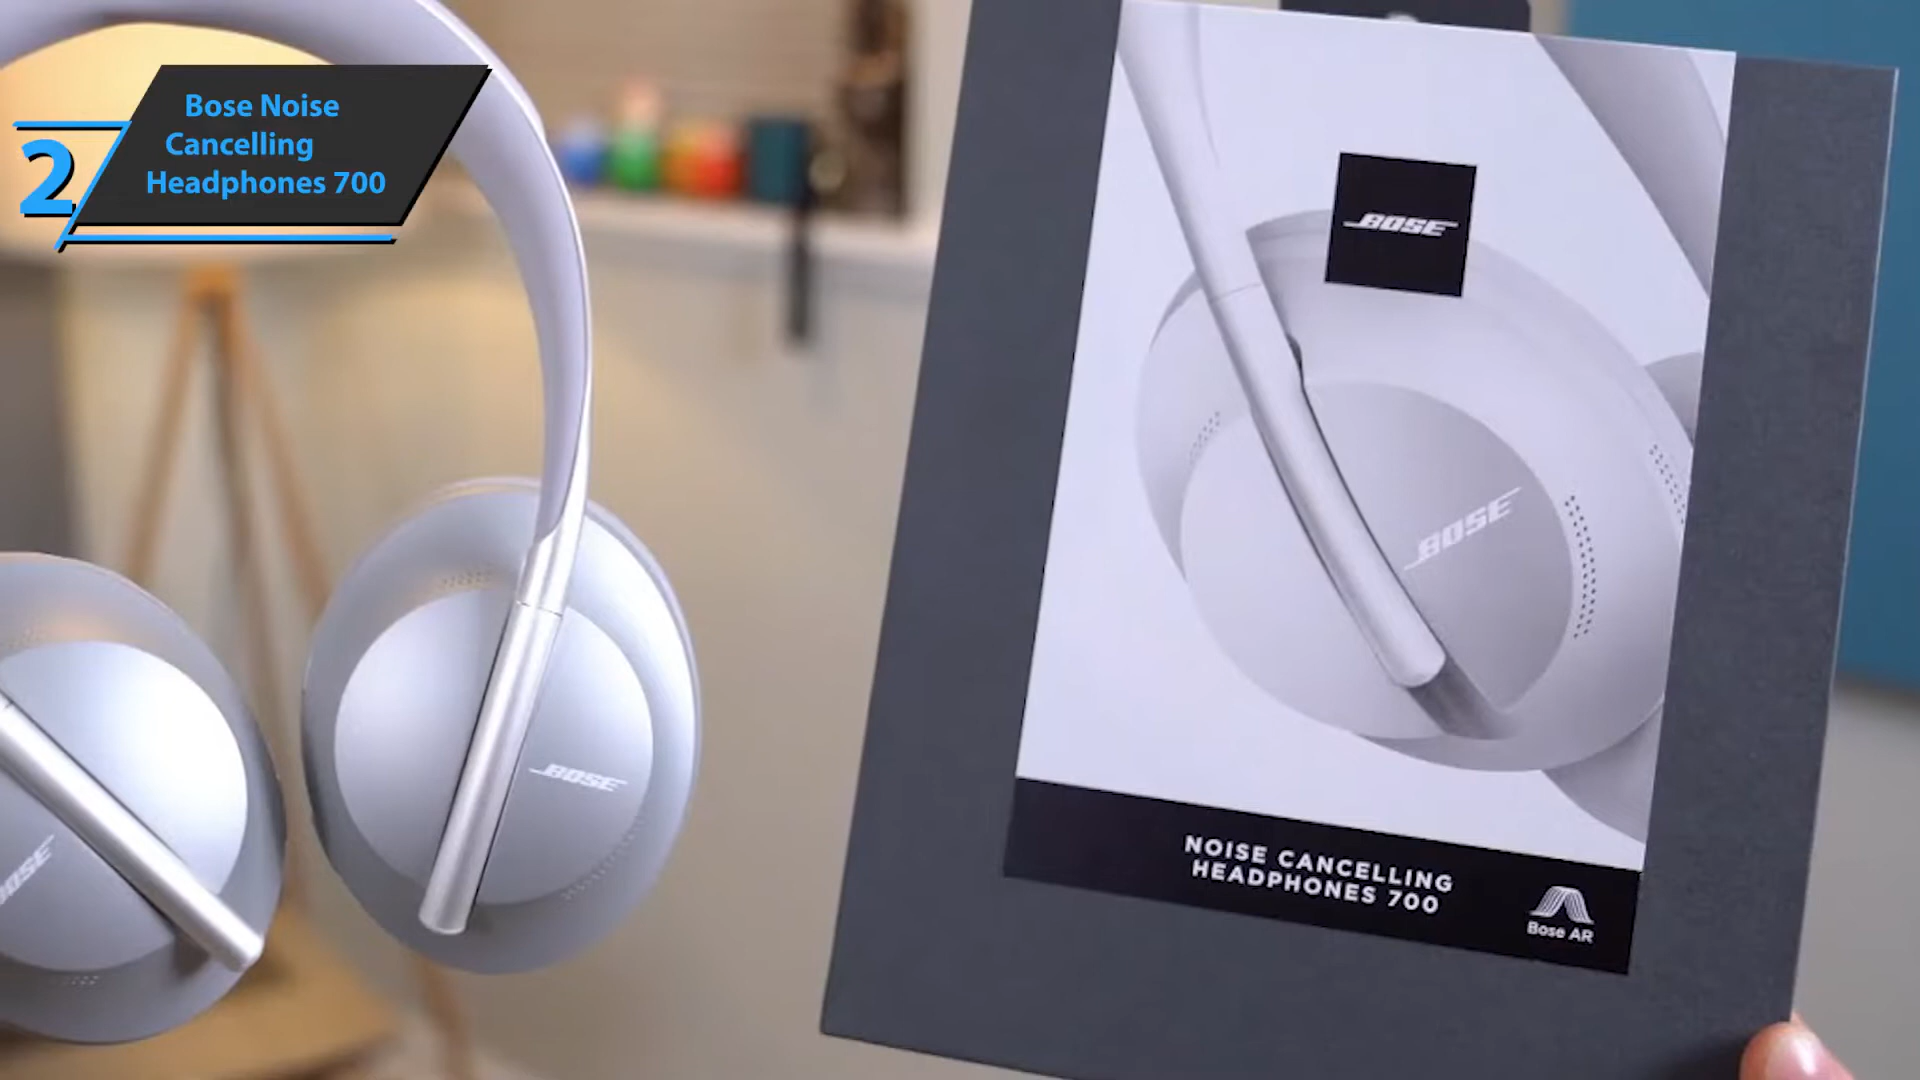 2
Bose Noise
Cancelling
Headphones 700
BOSE
BOSE
BOSE
BOSE
NOISE CANCELLING
HEADPHONES 700
Bose AR